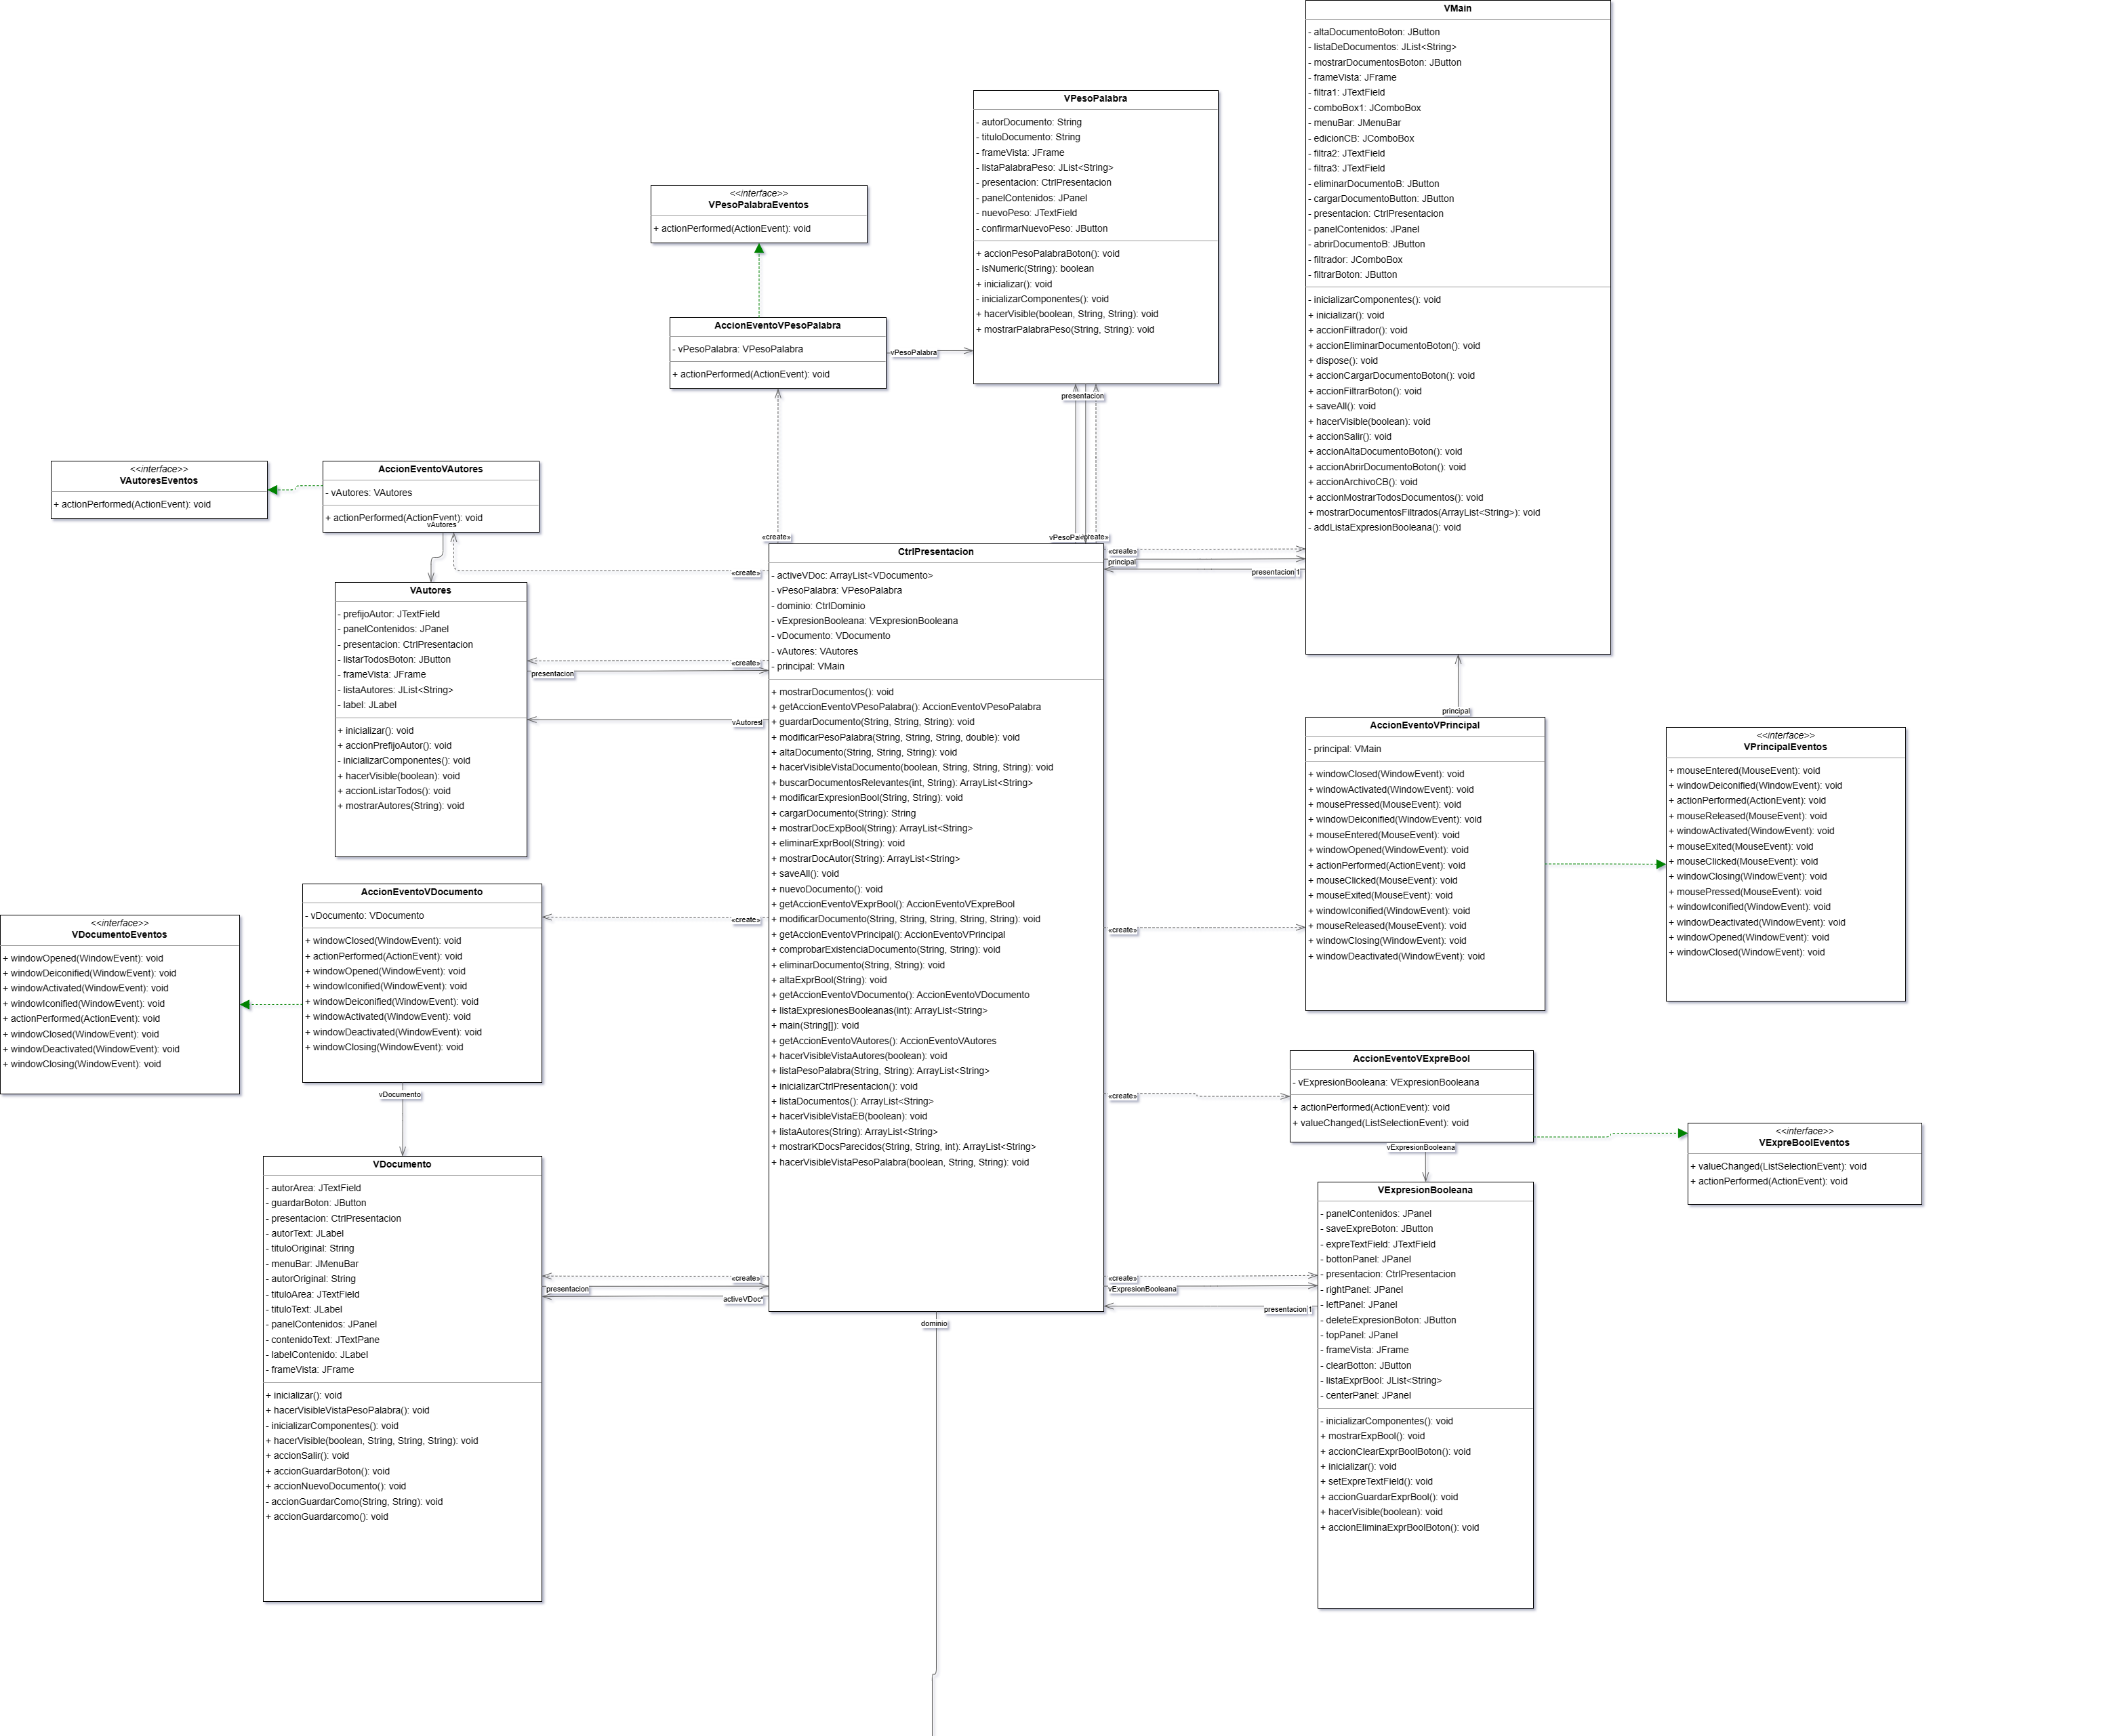 VMain
- altaDocumentoBoton: JButton
- listaDeDocumentos: JList<String>
- mostrarDocumentosBoton: JButton
- frameVista: JFrame
- filtra1: JTextField
- comboBox1: JComboBox
- menuBar: JMenuBar
- edicionCB: JComboBox
- filtra2: JTextField
- filtra3: JTextField
- eliminarDocumentoB: JButton
- cargarDocumentoButton: JButton
- presentacion: CtrlPresentacion
- panelContenidos: JPanel
- abrirDocumentoB: JButton
- filtrador: JComboBox
- filtrarBoton: JButton
- inicializarComponentes(): void
+ inicializar(): void
+ accionFiltrador(): void
+ accionEliminarDocumentoBoton(): void
+ dispose(): void
+ accionCargarDocumentoBoton(): void
+ accionFiltrarBoton(): void
+ saveAll(): void
+ hacerVisible(boolean): void
+ accionSalir(): void
+ accionAltaDocumentoBoton(): void
+ accionAbrirDocumentoBoton(): void
+ accionArchivoCB(): void
+ accionMostrarTodosDocumentos(): void
+ mostrarDocumentosFiltrados(ArrayList<String>): void
- addListaExpresionBooleana(): void
VPesoPalabra
- autorDocumento: String
- tituloDocumento: String
- frameVista: JFrame
- listaPalabraPeso: JList<String>
- presentacion: CtrlPresentacion
- panelContenidos: JPanel
- nuevoPeso: JTextField
- confirmarNuevoPeso: JButton
+ accionPesoPalabraBoton(): void
- isNumeric(String): boolean
+ inicializar(): void
- inicializarComponentes(): void
+ hacerVisible(boolean, String, String): void
+ mostrarPalabraPeso(String, String): void
presentacion
<<interface>>
VPesoPalabraEventos
+ actionPerformed(ActionEvent): void
AccionEventoVPesoPalabra
- vPesoPalabra: VPesoPalabra
+ actionPerformed(ActionEvent): void
vPesoPalabra
<<interface>>
VAutoresEventos
+ actionPerformed(ActionEvent): void
AccionEventoVAutores
- vAutores: VAutores
+ actionPerformed(ActionEvent): void
vAutores
«create»
«create»
VAutores
- prefijoAutor: JTextField
- panelContenidos: JPanel
- presentacion: CtrlPresentacion
- listarTodosBoton: JButton
- frameVista: JFrame
- listaAutores: JList<String>
- label: JLabel
+ inicializar(): void
+ accionPrefijoAutor(): void
- inicializarComponentes(): void
+ hacerVisible(boolean): void
+ accionListarTodos(): void
+ mostrarAutores(String): void
«create»
presentacion
vAutores
CtrlPresentacion
- activeVDoc: ArrayList<VDocumento>
- vPesoPalabra: VPesoPalabra
- dominio: CtrlDominio
- vExpresionBooleana: VExpresionBooleana
- vDocumento: VDocumento
- vAutores: VAutores
- principal: VMain
+ mostrarDocumentos(): void
+ getAccionEventoVPesoPalabra(): AccionEventoVPesoPalabra
+ guardarDocumento(String, String, String): void
+ modificarPesoPalabra(String, String, String, double): void
+ altaDocumento(String, String, String): void
+ hacerVisibleVistaDocumento(boolean, String, String, String): void
+ buscarDocumentosRelevantes(int, String): ArrayList<String>
+ modificarExpresionBool(String, String): void
+ cargarDocumento(String): String
+ mostrarDocExpBool(String): ArrayList<String>
+ eliminarExprBool(String): void
+ mostrarDocAutor(String): ArrayList<String>
+ saveAll(): void
+ nuevoDocumento(): void
+ getAccionEventoVExprBool(): AccionEventoVExpreBool
+ modificarDocumento(String, String, String, String, String): void
+ getAccionEventoVPrincipal(): AccionEventoVPrincipal
+ comprobarExistenciaDocumento(String, String): void
+ eliminarDocumento(String, String): void
+ altaExprBool(String): void
+ getAccionEventoVDocumento(): AccionEventoVDocumento
+ listaExpresionesBooleanas(int): ArrayList<String>
+ main(String[]): void
+ getAccionEventoVAutores(): AccionEventoVAutores
+ hacerVisibleVistaAutores(boolean): void
+ listaPesoPalabra(String, String): ArrayList<String>
+ inicializarCtrlPresentacion(): void
+ listaDocumentos(): ArrayList<String>
+ hacerVisibleVistaEB(boolean): void
+ listaAutores(String): ArrayList<String>
+ mostrarKDocsParecidos(String, String, int): ArrayList<String>
+ hacerVisibleVistaPesoPalabra(boolean, String, String): void
«create»
principal
presentacion 1
principal
AccionEventoVPrincipal
- principal: VMain
+ windowClosed(WindowEvent): void
+ windowActivated(WindowEvent): void
+ mousePressed(MouseEvent): void
+ windowDeiconified(WindowEvent): void
+ mouseEntered(MouseEvent): void
+ windowOpened(WindowEvent): void
+ actionPerformed(ActionEvent): void
+ mouseClicked(MouseEvent): void
+ mouseExited(MouseEvent): void
+ windowIconified(WindowEvent): void
+ mouseReleased(MouseEvent): void
+ windowClosing(WindowEvent): void
+ windowDeactivated(WindowEvent): void
«create»
<<interface>>
VPrincipalEventos
+ mouseEntered(MouseEvent): void
+ windowDeiconified(WindowEvent): void
+ actionPerformed(ActionEvent): void
+ mouseReleased(MouseEvent): void
+ windowActivated(WindowEvent): void
+ mouseExited(MouseEvent): void
+ mouseClicked(MouseEvent): void
+ windowClosing(WindowEvent): void
+ mousePressed(MouseEvent): void
+ windowIconified(WindowEvent): void
+ windowDeactivated(WindowEvent): void
+ windowOpened(WindowEvent): void
+ windowClosed(WindowEvent): void
<<interface>>
VDocumentoEventos
+ windowOpened(WindowEvent): void
+ windowDeiconified(WindowEvent): void
+ windowActivated(WindowEvent): void
+ windowIconified(WindowEvent): void
+ actionPerformed(ActionEvent): void
+ windowClosed(WindowEvent): void
+ windowDeactivated(WindowEvent): void
+ windowClosing(WindowEvent): void
AccionEventoVDocumento
- vDocumento: VDocumento
+ windowClosed(WindowEvent): void
+ actionPerformed(ActionEvent): void
+ windowOpened(WindowEvent): void
+ windowIconified(WindowEvent): void
+ windowDeiconified(WindowEvent): void
+ windowActivated(WindowEvent): void
+ windowDeactivated(WindowEvent): void
+ windowClosing(WindowEvent): void
«create»
vDocumento
VDocumento
- autorArea: JTextField
- guardarBoton: JButton
- presentacion: CtrlPresentacion
- autorText: JLabel
- tituloOriginal: String
- menuBar: JMenuBar
- autorOriginal: String
- tituloArea: JTextField
- tituloText: JLabel
- panelContenidos: JPanel
- contenidoText: JTextPane
- labelContenido: JLabel
- frameVista: JFrame
+ inicializar(): void
+ hacerVisibleVistaPesoPalabra(): void
- inicializarComponentes(): void
+ hacerVisible(boolean, String, String, String): void
+ accionSalir(): void
+ accionGuardarBoton(): void
+ accionNuevoDocumento(): void
- accionGuardarComo(String, String): void
+ accionGuardarcomo(): void
«create»
presentacion
activeVDoc*
dominio
AccionEventoVExpreBool
- vExpresionBooleana: VExpresionBooleana
+ actionPerformed(ActionEvent): void
+ valueChanged(ListSelectionEvent): void
«create»
vExpresionBooleana
<<interface>>
VExpreBoolEventos
+ valueChanged(ListSelectionEvent): void
+ actionPerformed(ActionEvent): void
VExpresionBooleana
- panelContenidos: JPanel
- saveExpreBoton: JButton
- expreTextField: JTextField
- bottonPanel: JPanel
- presentacion: CtrlPresentacion
- rightPanel: JPanel
- leftPanel: JPanel
- deleteExpresionBoton: JButton
- topPanel: JPanel
- frameVista: JFrame
- clearBotton: JButton
- listaExprBool: JList<String>
- centerPanel: JPanel
- inicializarComponentes(): void
+ mostrarExpBool(): void
+ accionClearExprBoolBoton(): void
+ inicializar(): void
+ setExpreTextField(): void
+ accionGuardarExprBool(): void
+ hacerVisible(boolean): void
+ accionEliminaExprBoolBoton(): void
«create»
vExpresionBooleana
presentacion 1